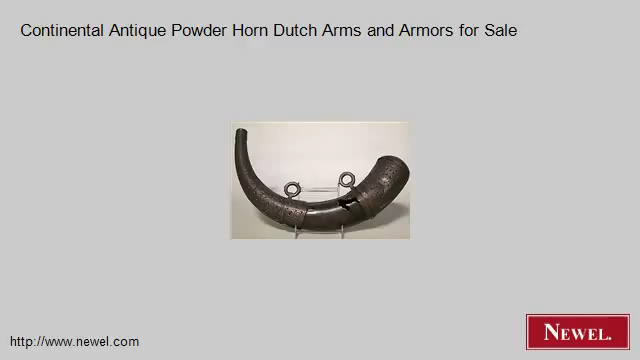 Continental Antique Powder Horn Dutch Arms and Armors for Sale
http://www.newel.com
NEWEL.